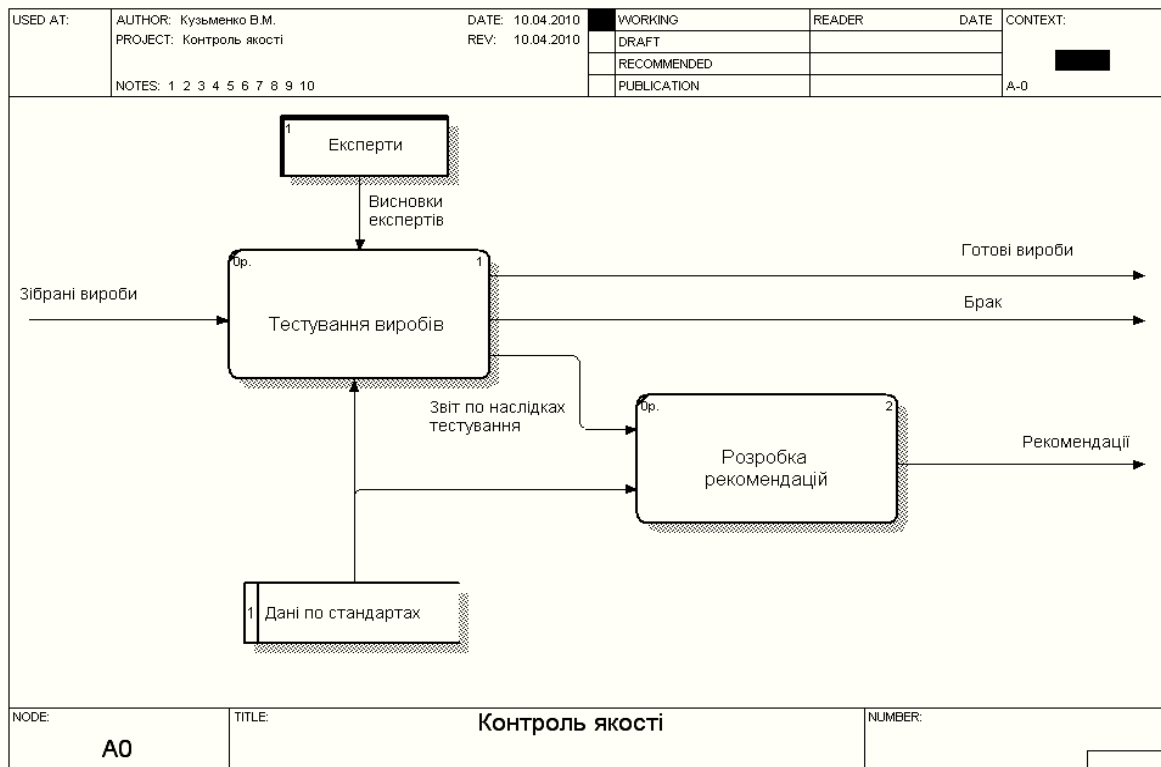 USED AT:
AUTHOR: Кузьменко В.М.
DATE: 10.04.2010
PROJECT: Контроль якості
REV: 10.04.2010
NOTES: 1 2 3 4 5 6 7 8 9 10
WORKING
DRAFT
RECOMMENDED
PUBLICATION
READER
DATE
CONTEXT:
A-0
1
Експерти
Висновки
експертів
Зібрані вироби
0р.
1
Тестування виробів
Готові вироби
Брак
Звіт по наслідках
тестування
0р.
2
Розробка
рекомендацій
Рекомендації
1 Дані по стандартах
NODE:
A0
TITLE:
Контроль якості
NUMBER: